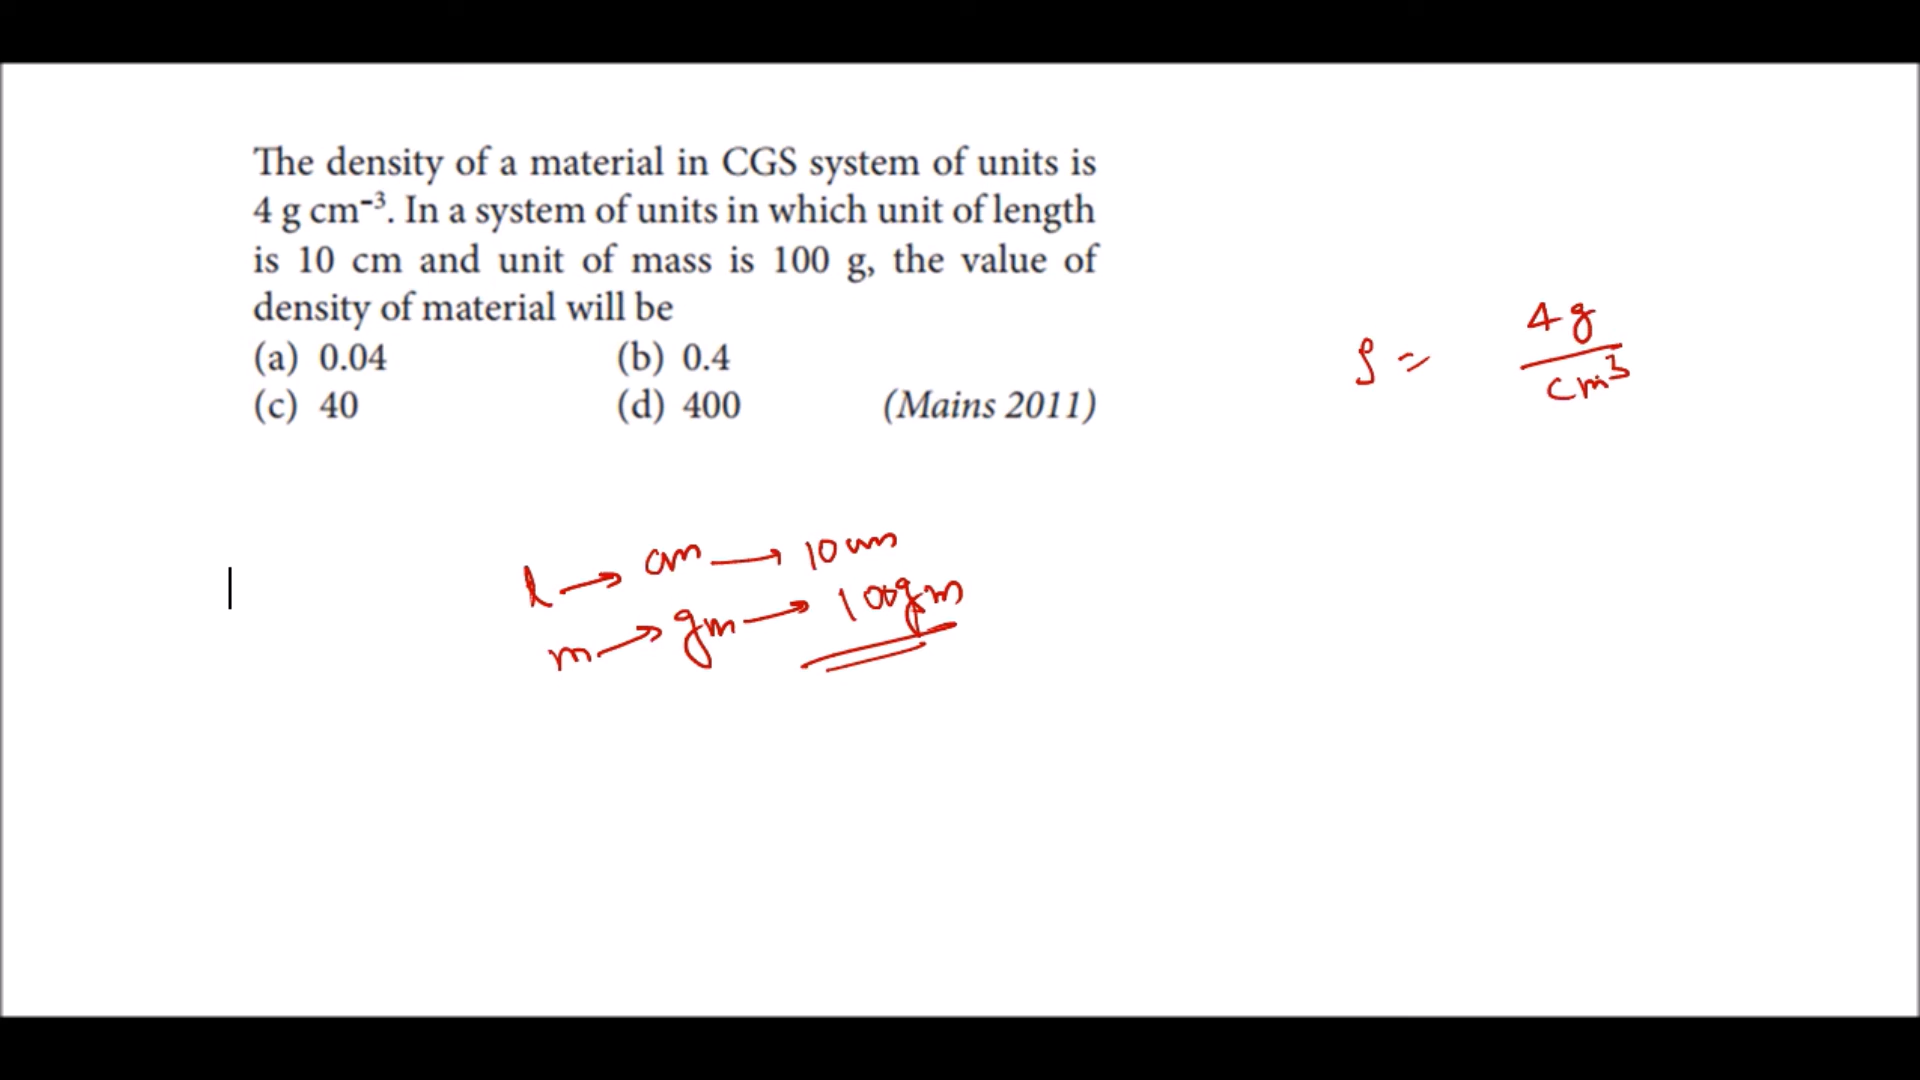 The density of a material in CGS system of units is
4 g cm⁻³. In a system of units in which unit of length
is 10 cm and unit of mass is 100 g, the value of
density of material will be
(a) 0.04 (b) 0.4
(c) 40 (d) 400 (Mains 2011)
ρ = 4g / cm³
l → cm → 10 cm
m → gm → 100gm